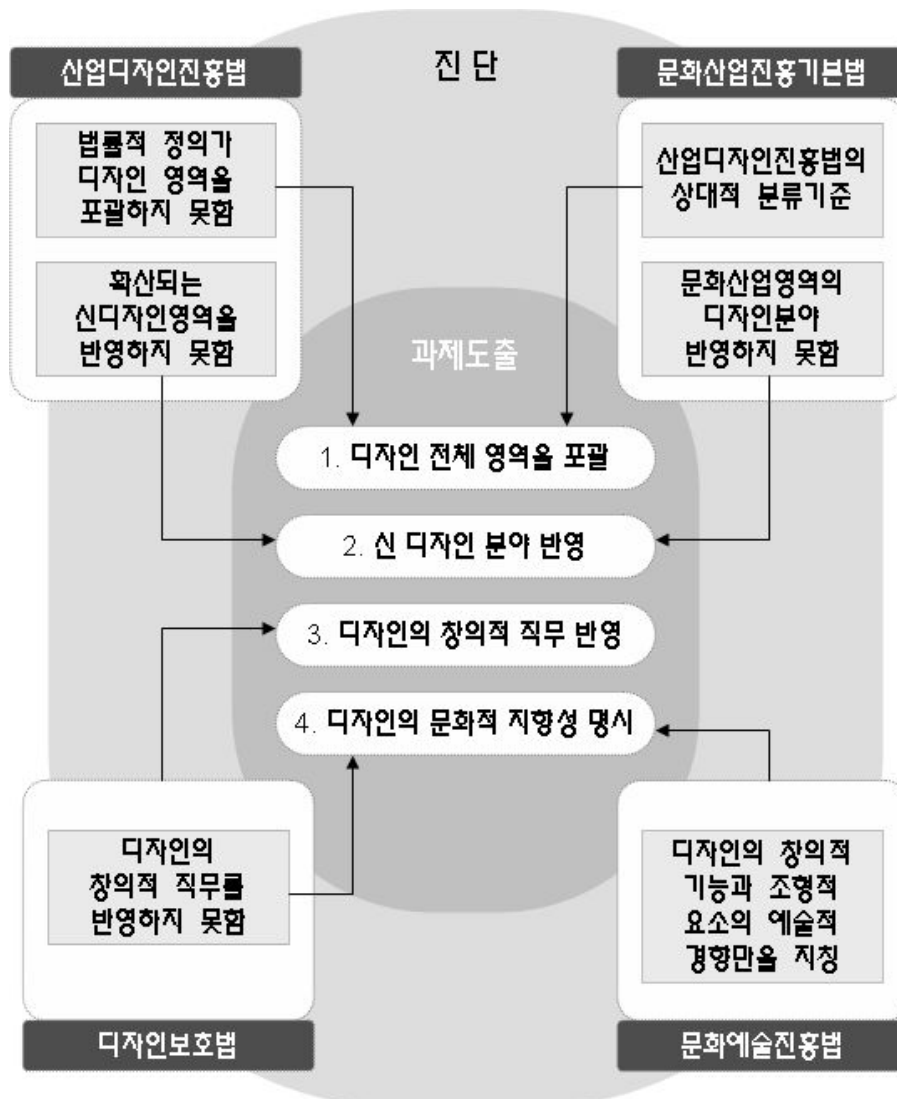 진 단
산업디자인진흥법
법률적 정의가
디자인 영역을
포괄하지 못함
확산되는
신디자인영역을
반영하지 못함
문화산업진흥기본법
산업디자인진흥법의
상대적 분류기준
문화산업영역의
디자인분야
반영하지 못함
과제도출
1. 디자인 전체 영역을 포괄
2. 신 디자인 분야 반영
3. 디자인의 창의적 직무 반영
4. 디자인의 문화적 지향성 명시
디자인의
창의적 직무를
반영하지 못함
디자인보호법
디자인의 창의적
기능과 조형적
요소의 예술적
경향만을 지칭
문화예술진흥법